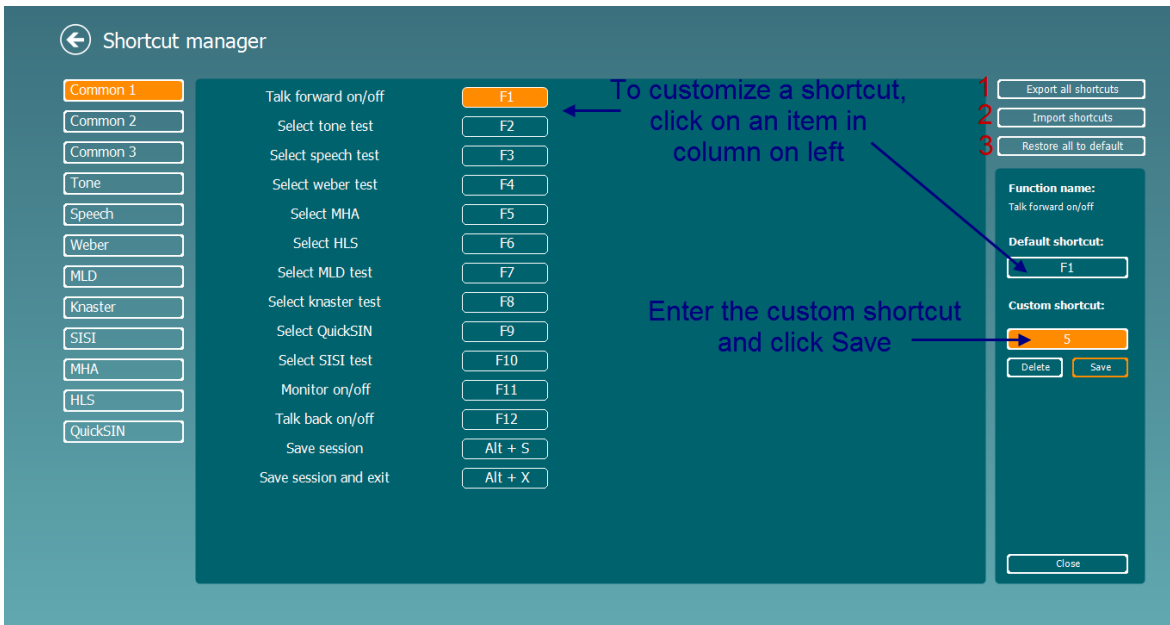 Shortcut manager
Common 1
Common 2
Common 3
Tone
Speech
Weber
MLD
Knaster
SISI
MHA
HLS
QuickSIN
Talk forward on/off F1
Select tone test F2
Select speech test F3
Select weber test F4
Select MHA F5
Select HLS F6
Select MLD test F7
Select knaster test F8
Select QuickSIN F9
Select SISI test F10
Monitor on/off F11
Talk back on/off F12
Save session Alt + S
Save session and exit Alt + X
To customize a shortcut,
click on an item in
column on left
Enter the custom shortcut
and click Save
1 Export all shortcuts
2 Import shortcuts
3 Restore all to default
Function name:
Talk forward on/off
Default shortcut:
F1
Custom shortcut:
5
Delete Save
Close